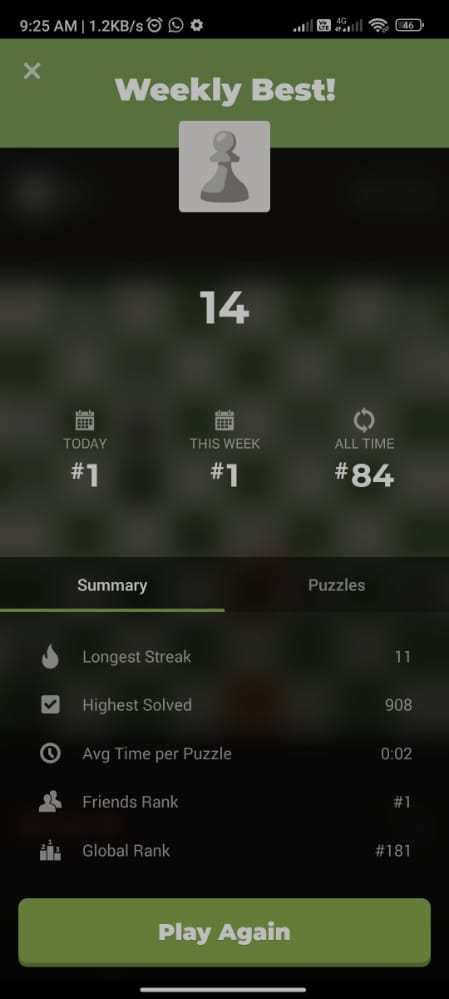 9:25 AM | 1.2KB/s
Vo LTE
4G
46
Weekly Best!
14
TODAY
THIS WEEK
ALL TIME
#1
#1
#84
Summary
Puzzles
Longest Streak
11
Highest Solved
908
Avg Time per Puzzle
0:02
Friends Rank
#1
Global Rank
#181
Play Again